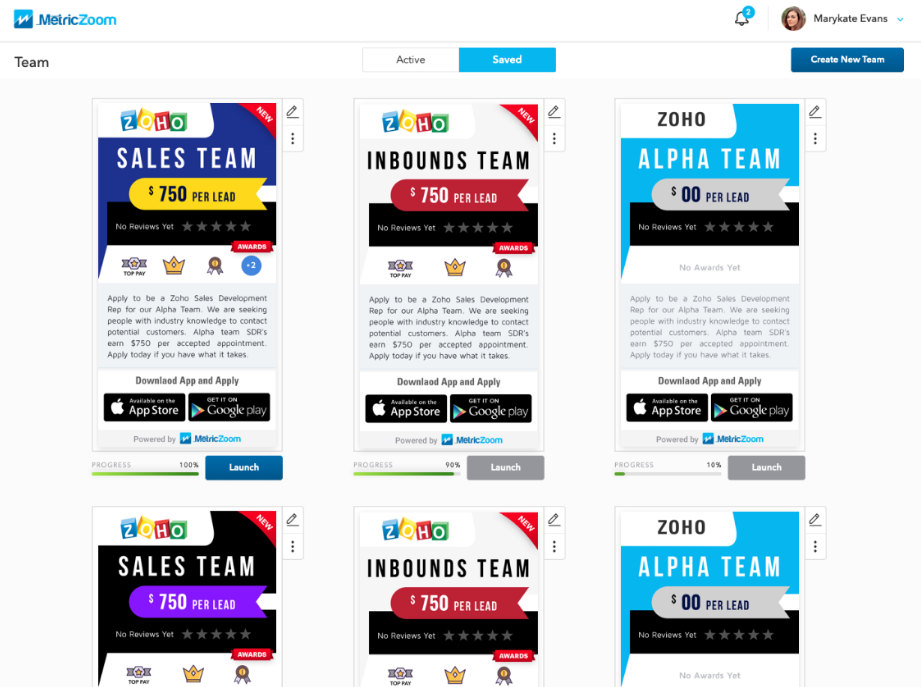 MetricZoom
2
Marykate Evans
Team
Active
Saved
Create New Team
ZOHO
NEW
SALES TEAM
$ 750 PER LEAD
No Reviews Yet
AWARDS
TOP PAY
+2
Apply to be a Zoho Sales Development
Rep for our Alpha Team. We are seeking
people with industry knowledge to contact
potential customers. Alpha team SDR's
earn $750 per accepted appointment.
Apply today if you have what it takes.
Downlaod App and Apply
Available on the
App Store
GET IT ON
Google play
Powered by MetricZoom
PROGRESS 100%
Launch
ZOHO
NEW
INBOUNDS TEAM
$ 750 PER LEAD
No Reviews Yet
AWARDS
TOP PAY
Apply to be a Zoho Sales Development
Rep for our Alpha Team. We are seeking
people with industry knowledge to contact
potential customers. Alpha team SDR's
earn $750 per accepted appointment.
Apply today if you have what it takes.
Downlaod App and Apply
Available on the
App Store
GET IT ON
Google play
Powered by MetricZoom
PROGRESS 90%
Launch
ZOHO
ALPHA TEAM
$ 00 PER LEAD
No Reviews Yet
No Awards Yet
Apply to be a Zoho Sales Development
Rep for our Alpha Team. We are seeking
people with industry knowledge to contact
potential customers. Alpha team SDR's
earn $750 per accepted appointment.
Apply today if you have what it takes.
Downlaod App and Apply
Available on the
App Store
GET IT ON
Google play
Powered by MetricZoom
PROGRESS 10%
Launch
ZOHO
NEW
SALES TEAM
$ 750 PER LEAD
No Reviews Yet
AWARDS
TOP PAY
ZOHO
NEW
INBOUNDS TEAM
$ 750 PER LEAD
No Reviews Yet
AWARDS
TOP PAY
ZOHO
ALPHA TEAM
$ 00 PER LEAD
No Reviews Yet
No Awards Yet